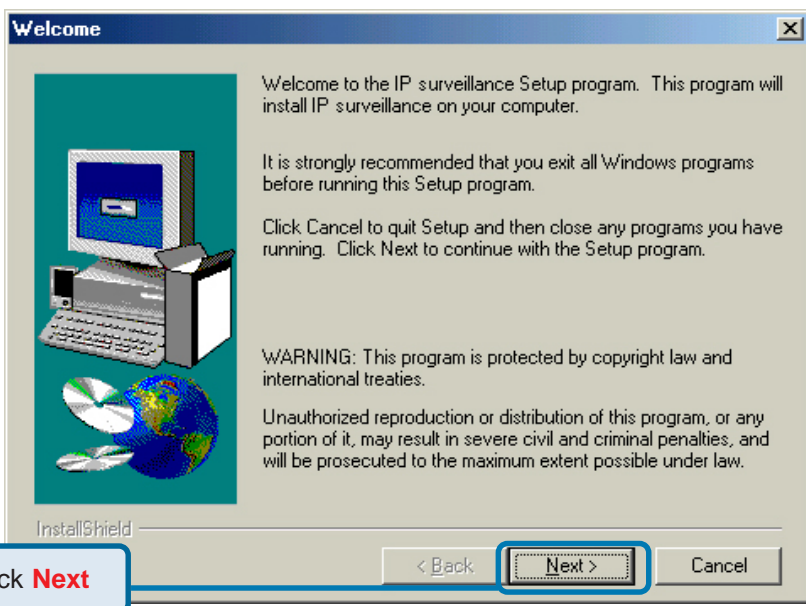 Welcome
Welcome to the IP surveillance Setup program. This program will
install IP surveillance on your computer.
It is strongly recommended that you exit all Windows programs
before running this Setup program.
Click Cancel to quit Setup and then close any programs you have
running. Click Next to continue with the Setup program.
WARNING: This program is protected by copyright law and
international treaties.
Unauthorized reproduction or distribution of this program, or any
portion of it, may result in severe civil and criminal penalties, and
will be prosecuted to the maximum extent possible under law.
InstallShield
< Back Next > Cancel
ck Next